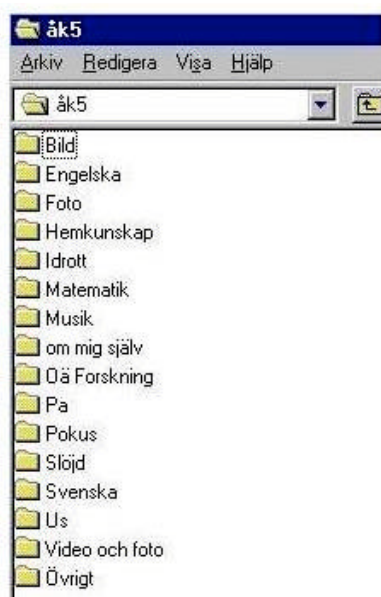 åk5
Arkiv Redigera Visa Hjälp
åk5
Bild
Engelska
Foto
Hemkunskap
Idrott
Matematik
Musik
om mig själv
Oä Forskning
Pa
Pokus
Slöjd
Svenska
Us
Video och foto
Övrigt